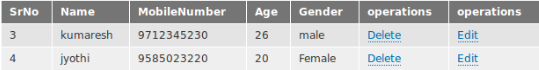 SrNo Name MobileNumber Age Gender operations operations
3 kumaresh 9712345230 26 male Delete Edit
4 jyothi 9585023220 20 Female Delete Edit